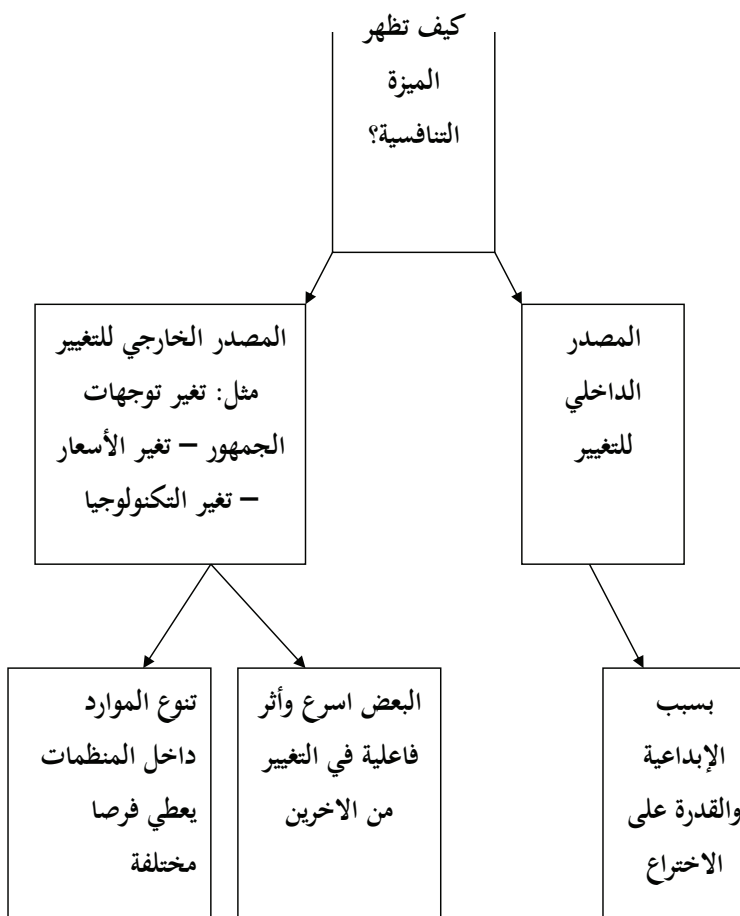 كيف تظهر
الميزة
التنافسية؟
المصدر
الداخلي
للتغيير
المصدر الخارجي للتغيير
مثل: تغير توجهات
الجمهور – تغير الأسعار
– تغير التكنولوجيا
بسبب
الإبداعية
والقدرة على
الاختراع
البعض اسرع وأثر
فاعلية في التغيير
من الاخرين
تنوع الموارد
داخل المنظمات
يعطي فرصا
مختلفة